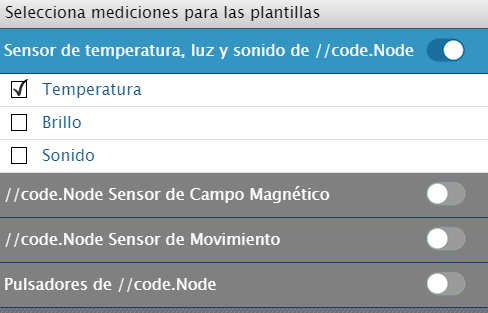 Selecciona mediciones para las plantillas
Sensor de temperatura, luz y sonido de //code.Node
Temperatura
Brillo
Sonido
//code.Node Sensor de Campo Magnético
//code.Node Sensor de Movimiento
Pulsadores de //code.Node